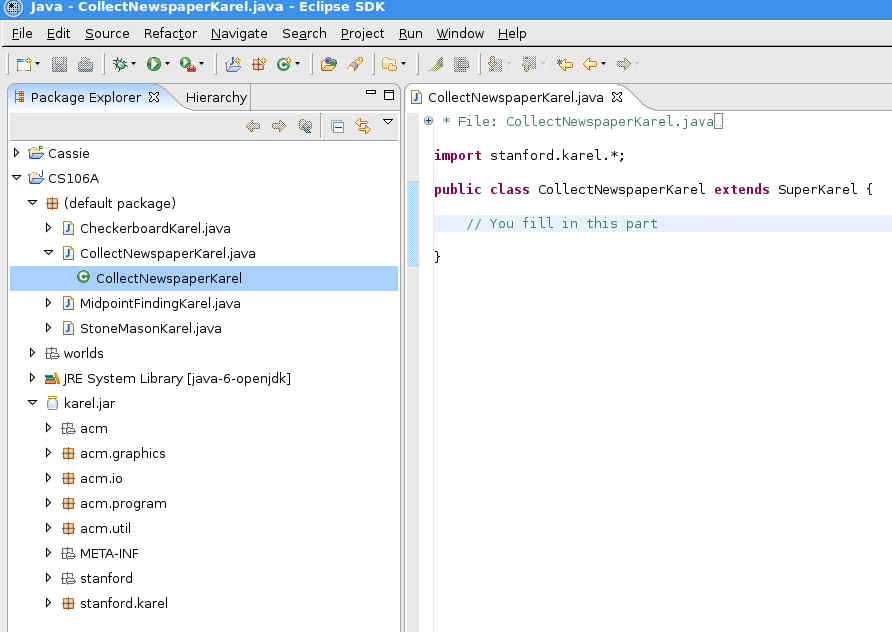 Java - CollectNewspaperKarel.java - Eclipse SDK
File Edit Source Refactor Navigate Search Project Run Window Help
Package Explorer Hierarchy
Cassie
CS106A
(default package)
CheckerboardKarel.java
CollectNewspaperKarel.java
CollectNewspaperKarel
MidpointFindingKarel.java
StoneMasonKarel.java
worlds
JRE System Library [java-6-openjdk]
karel.jar
acm
acm.graphics
acm.io
acm.program
acm.util
META-INF
stanford
stanford.karel
CollectNewspaperKarel.java
* File: CollectNewspaperKarel.java
import stanford.karel.*;
public class CollectNewspaperKarel extends SuperKarel {
// You fill in this part
}